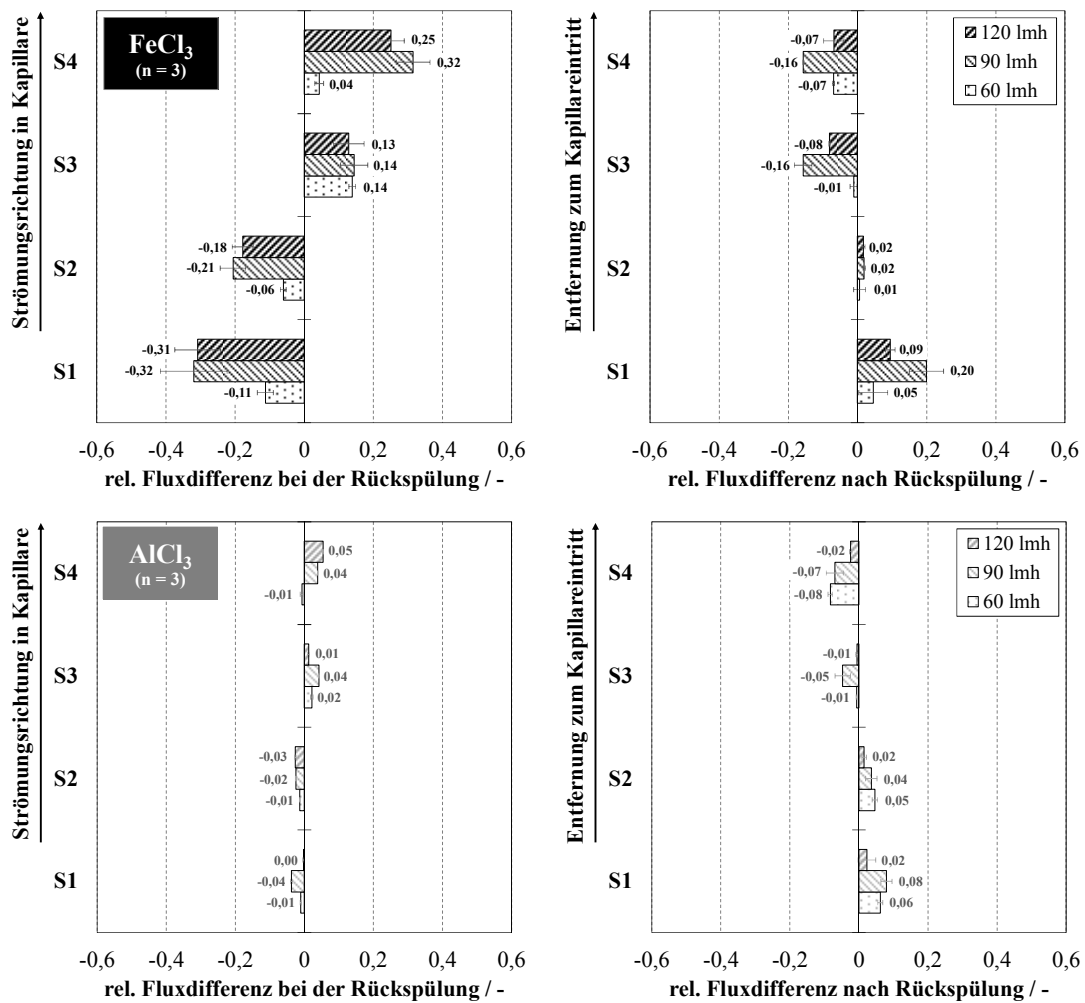 Strömungsrichtung in Kapillare
FeCl3
(n = 3)
S4
S3
S2
S1
0,25
0,32
0,04
0,13
0,14
0,14
-0,18
-0,21
-0,06
-0,31
-0,32
-0,11
-0,6 -0,4 -0,2 0 0,2 0,4 0,6
rel. Fluxdifferenz bei der Rückspülung / -
Entfernung zum Kapillareintritt
120 lmh
90 lmh
60 lmh
S4
S3
S2
S1
-0,07
-0,16
-0,07
-0,08
-0,16
-0,01
0,02
0,02
0,01
0,09
0,20
0,05
-0,6 -0,4 -0,2 0 0,2 0,4 0,6
rel. Fluxdifferenz nach Rückspülung / -
Strömungsrichtung in Kapillare
AlCl3
(n = 3)
S4
S3
S2
S1
0,05
0,04
-0,01
0,01
0,04
0,02
-0,03
-0,02
-0,01
0,00
-0,04
-0,01
-0,6 -0,4 -0,2 0 0,2 0,4 0,6
rel. Fluxdifferenz bei der Rückspülung / -
Entfernung zum Kapillareintritt
120 lmh
90 lmh
60 lmh
S4
S3
S2
S1
-0,02
-0,07
-0,08
-0,01
-0,05
-0,01
0,02
0,04
0,05
0,02
0,08
0,06
-0,6 -0,4 -0,2 0 0,2 0,4 0,6
rel. Fluxdifferenz nach Rückspülung / -